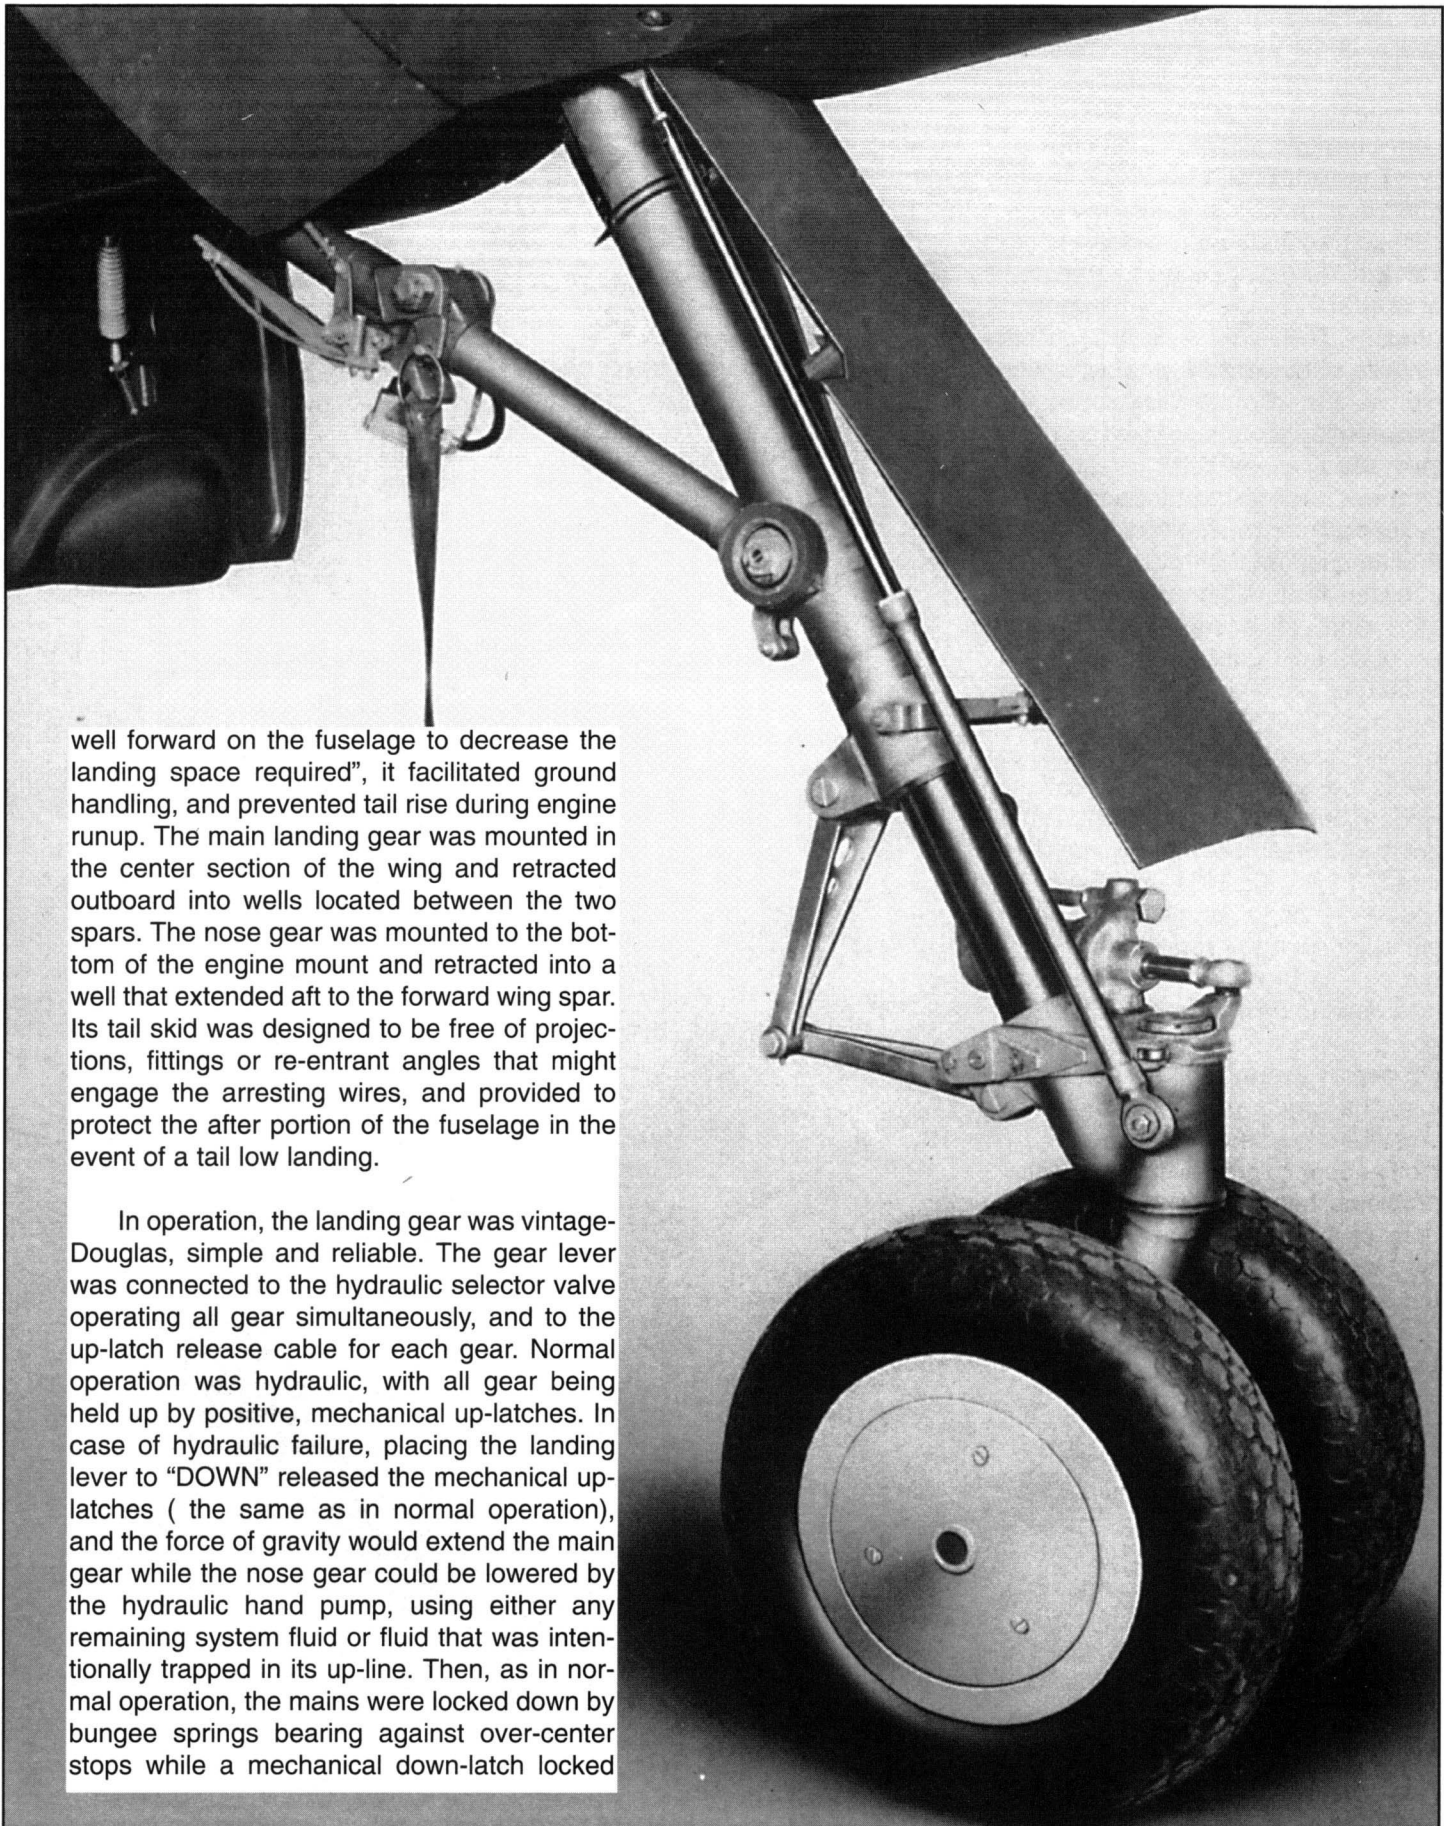 well forward on the fuselage to decrease the
landing space required”, it facilitated ground
handling, and prevented tail rise during engine
runup. The main landing gear was mounted in
the center section of the wing and retracted
outboard into wells located between the two
spars. The nose gear was mounted to the bot-
tom of the engine mount and retracted into a
well that extended aft to the forward wing spar.
Its tail skid was designed to be free of projec-
tions, fittings or re-entrant angles that might
engage the arresting wires, and provided to
protect the after portion of the fuselage in the
event of a tail low landing.
In operation, the landing gear was vintage-
Douglas, simple and reliable. The gear lever
was connected to the hydraulic selector valve
operating all gear simultaneously, and to the
up-latch release cable for each gear. Normal
operation was hydraulic, with all gear being
held up by positive, mechanical up-latches. In
case of hydraulic failure, placing the landing
lever to “DOWN” released the mechanical up-
latches ( the same as in normal operation),
and the force of gravity would extend the main
gear while the nose gear could be lowered by
the hydraulic hand pump, using either any
remaining system fluid or fluid that was inten-
tionally trapped in its up-line. Then, as in nor-
mal operation, the mains were locked down by
bungee springs bearing against over-center
stops while a mechanical down-latch locked